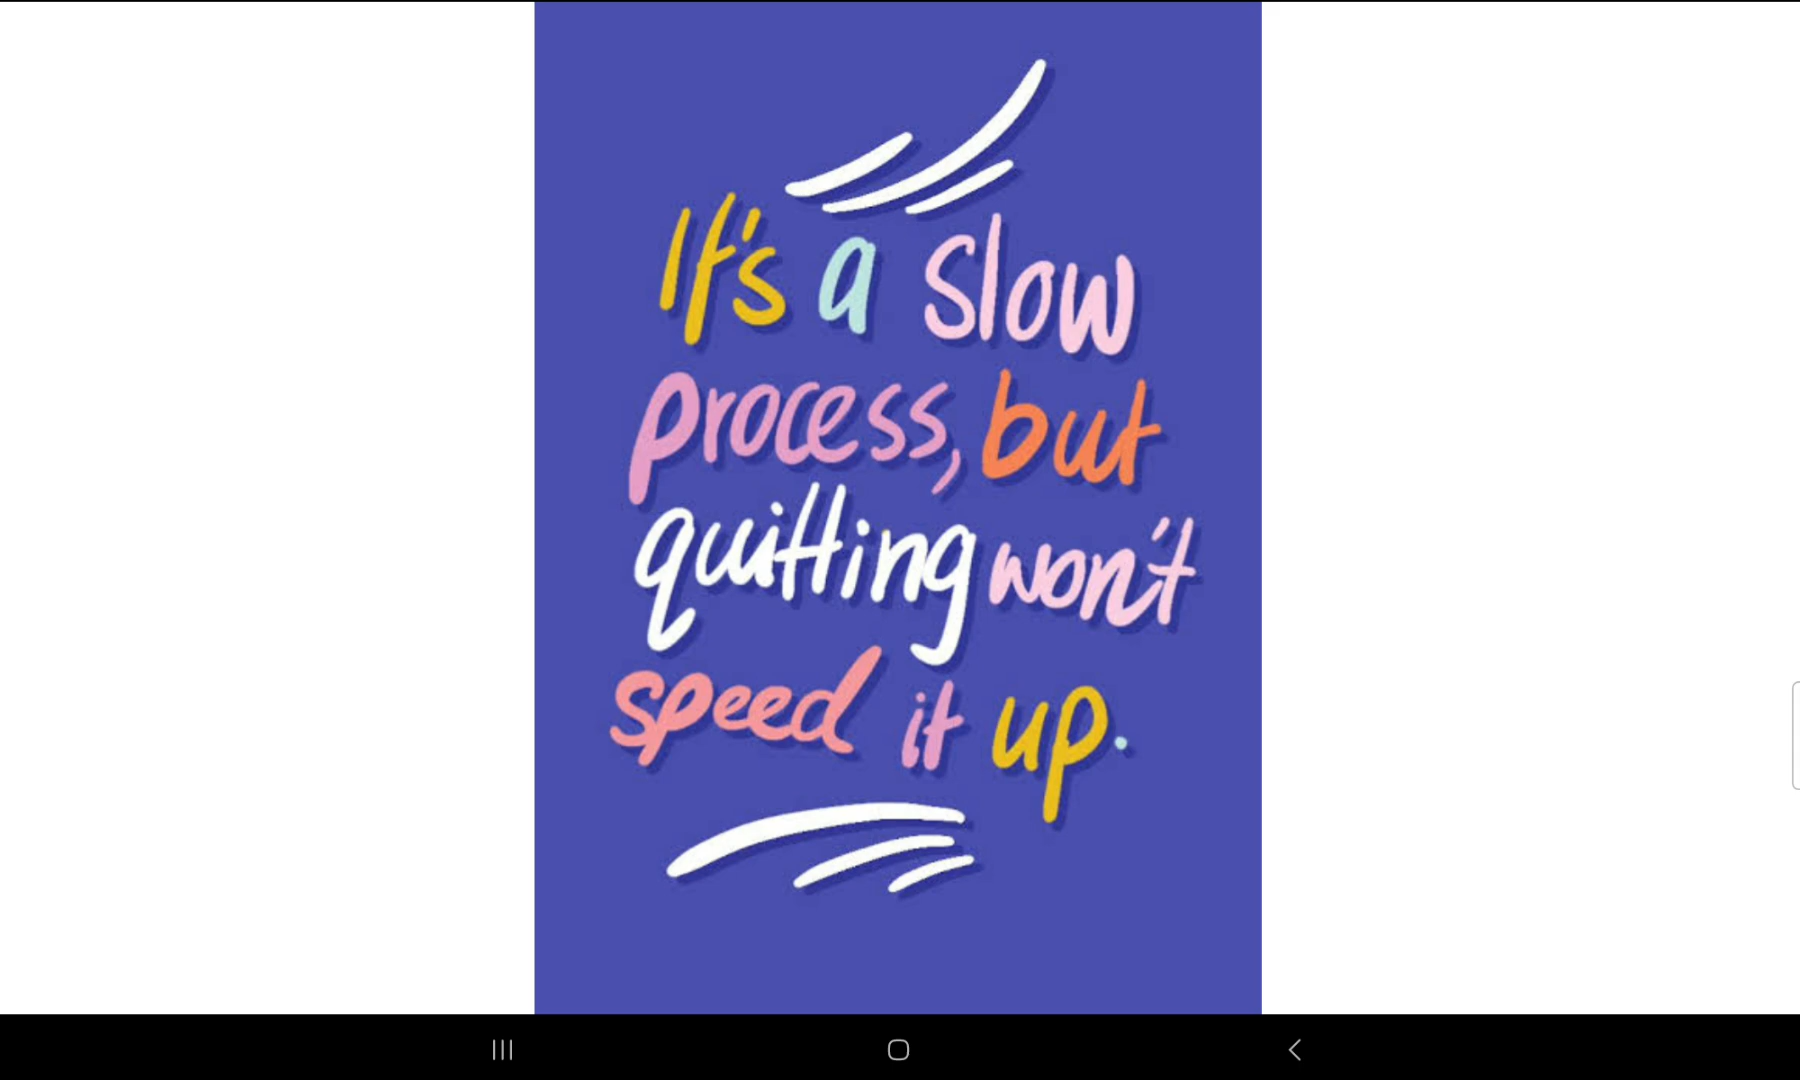 It's a slow
process, but
quitting won't
speed it up.